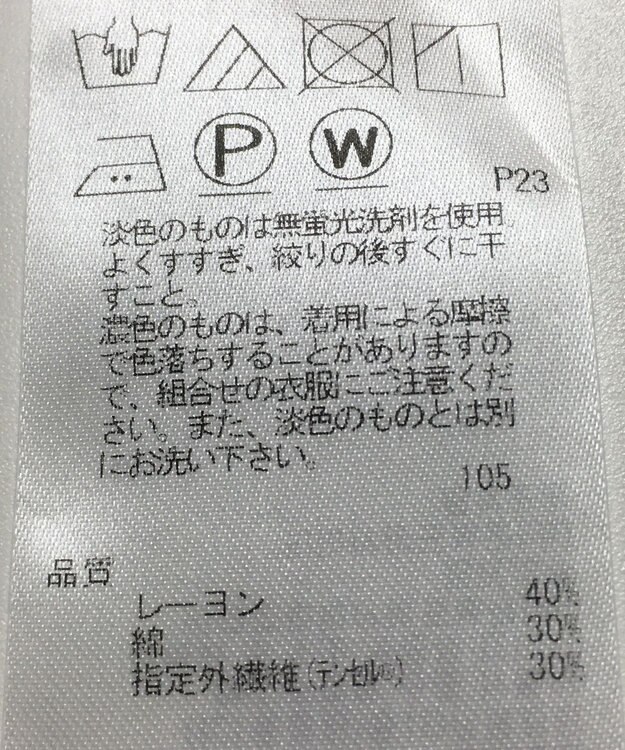 P
W
P23
淡色のものは無蛍光洗剤を使用
よくすすぎ、絞りの後すぐに干
すこと。
濃色のものは、着用による摩擦
で色落ちすることがありますの
で、組合せの衣服にご注意くだ
さい。また、淡色のものとは別
にお洗い下さい。
105
品質
レーヨン 40%
綿 30%
指定外繊維(テンセル®) 30%